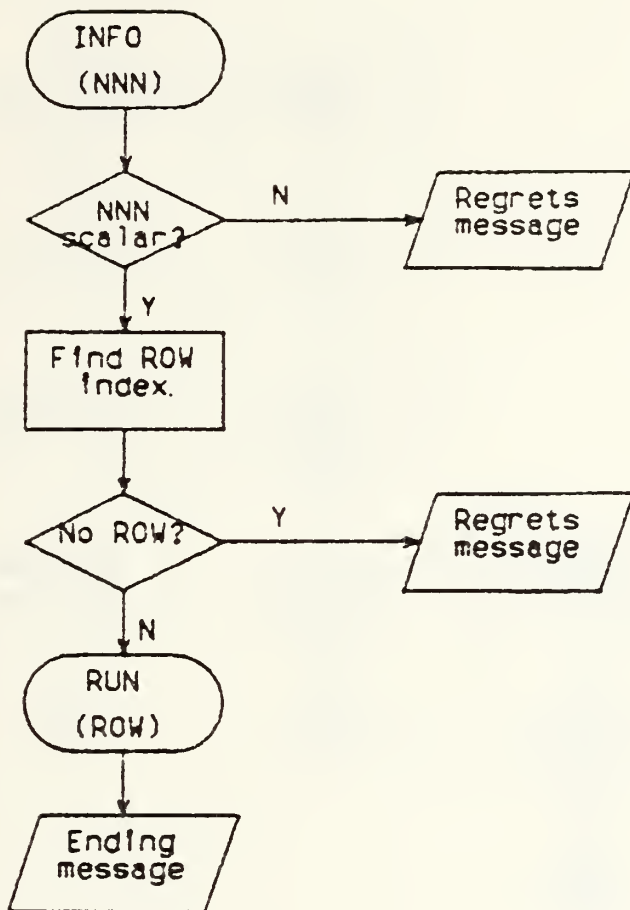 INFO
(NNN)
NNN
scalar?
N
Regrets
message
Y
Find ROW
index.
No ROW?
Y
Regrets
message
N
RUN
(ROW)
Ending
message